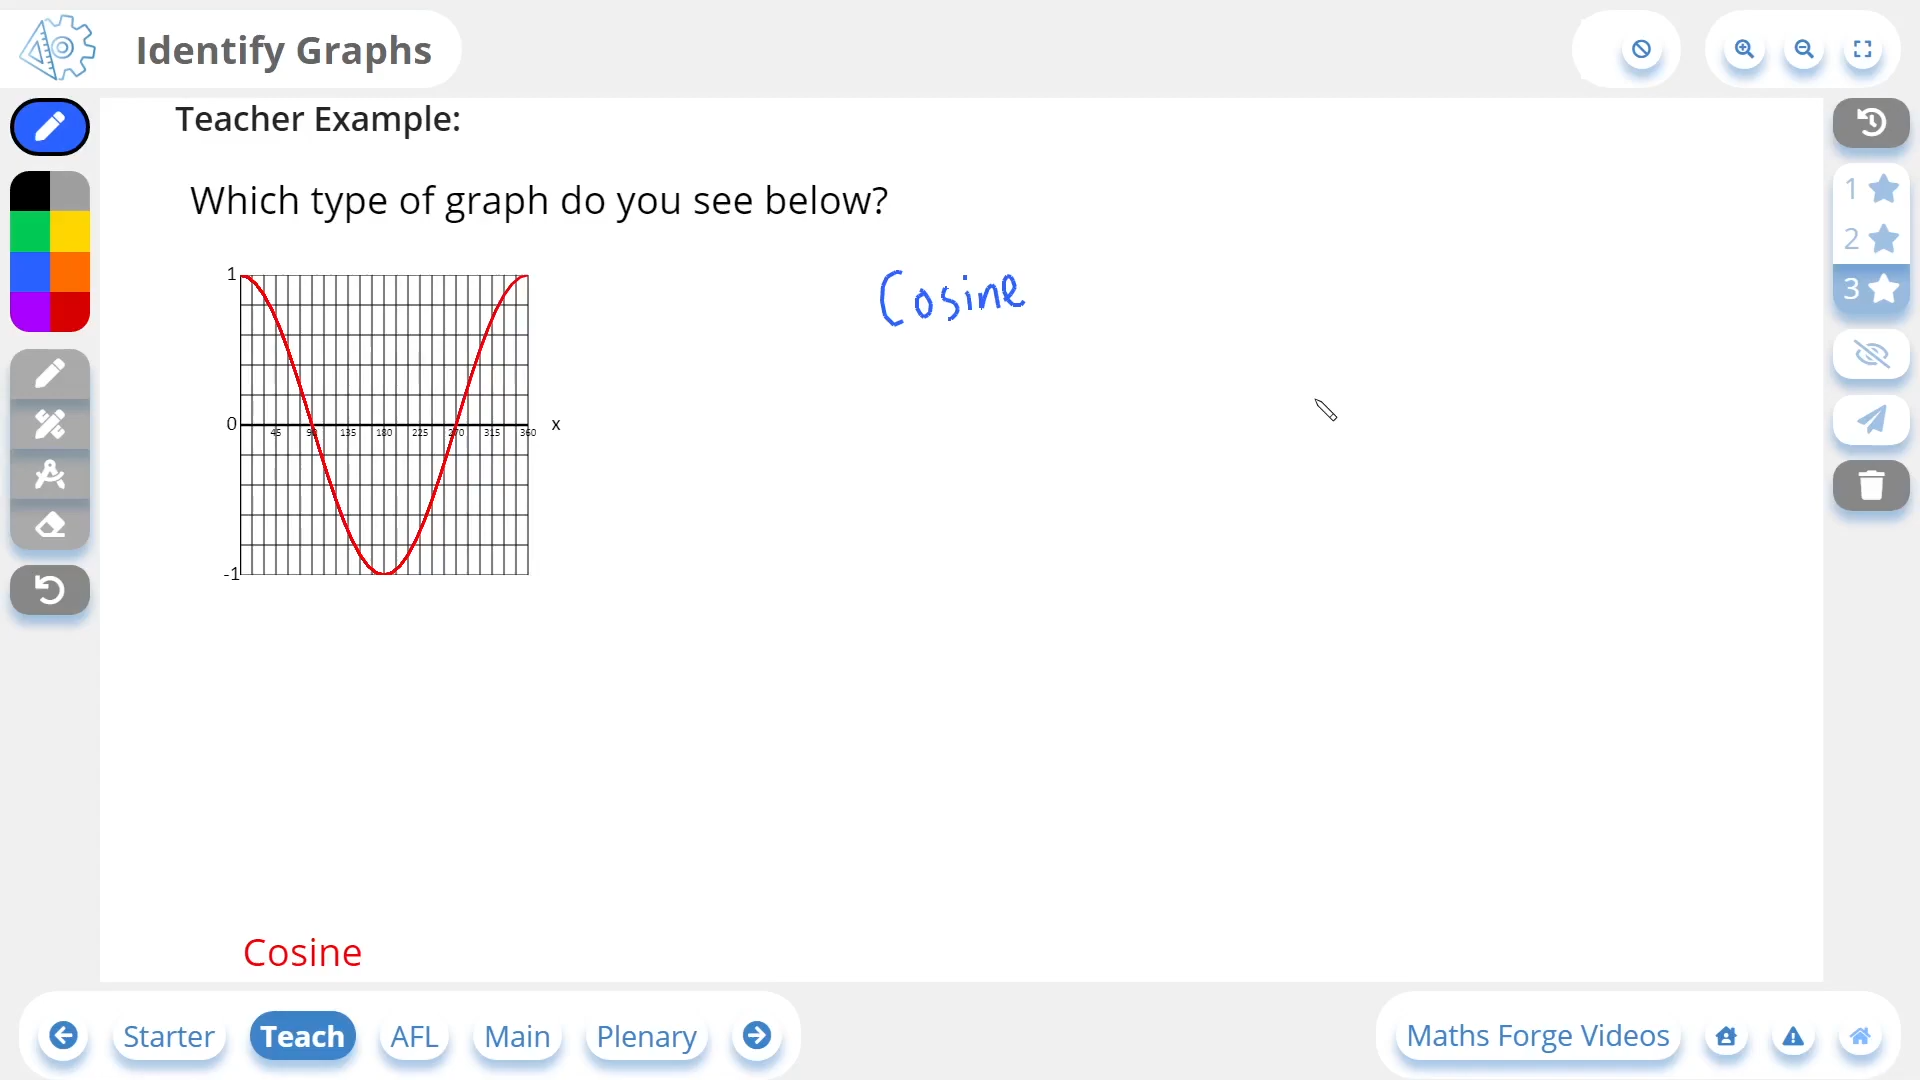 Identify Graphs
Teacher Example:
Which type of graph do you see below?
1
Cosine
0
45 90 135 180 225 270 315 360 x
-1
Cosine
1
2
3
Starter Teach AFL Main Plenary
Maths Forge Videos